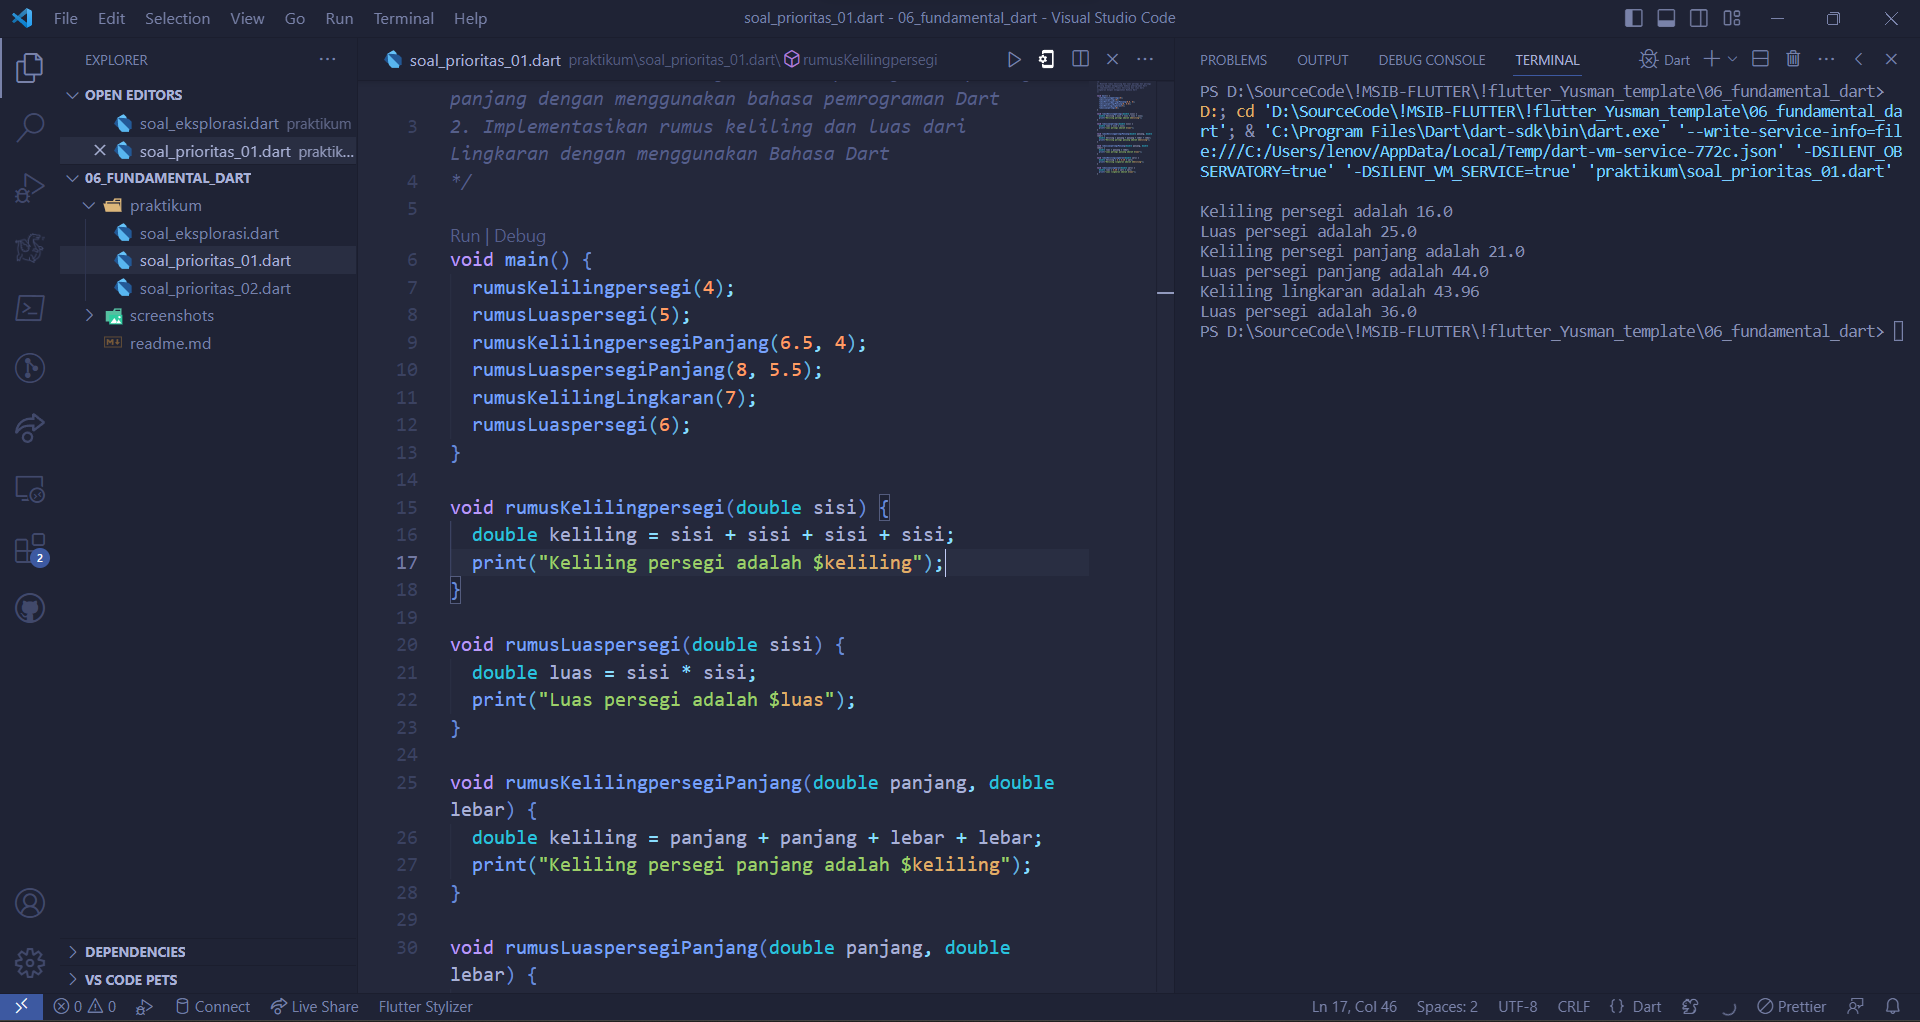 File Edit Selection View Go Run Terminal Help
soal_prioritas_01.dart - 06_fundamental_dart - Visual Studio Code
EXPLORER
OPEN EDITORS
soal_eksplorasi.dart praktikum
soal_prioritas_01.dart praktik...
06_FUNDAMENTAL_DART
praktikum
soal_eksplorasi.dart
soal_prioritas_01.dart
soal_prioritas_02.dart
screenshots
readme.md
2
DEPENDENCIES
VS CODE PETS
soal_prioritas_01.dart praktikum\soal_prioritas_01.dart\ rumusKelilingpersegi
panjang dengan menggunakan bahasa pemrograman Dart
3 2. Implementasikan rumus keliling dan luas dari
Lingkaran dengan menggunakan Bahasa Dart
4 */
5
Run | Debug
6 void main() {
7 rumusKelilingpersegi(4);
8 rumusLuaspersegi(5);
9 rumusKelilingpersegiPanjang(6.5, 4);
10 rumusLuaspersegiPanjang(8, 5.5);
11 rumusKelilingLingkaran(7);
12 rumusLuaspersegi(6);
13 }
14
15 void rumusKelilingpersegi(double sisi) {
16 double keliling = sisi + sisi + sisi + sisi;
17 print("Keliling persegi adalah $keliling");
18 }
19
20 void rumusLuaspersegi(double sisi) {
21 double luas = sisi * sisi;
22 print("Luas persegi adalah $luas");
23 }
24
25 void rumusKelilingpersegiPanjang(double panjang, double
lebar) {
26 double keliling = panjang + panjang + lebar + lebar;
27 print("Keliling persegi panjang adalah $keliling");
28 }
29
30 void rumusLuaspersegiPanjang(double panjang, double
lebar) {
PROBLEMS OUTPUT DEBUG CONSOLE TERMINAL Dart
PS D:\SourceCode\!MSIB-FLUTTER\!flutter_Yusman_template\06_fundamental_dart>
D:; cd 'D:\SourceCode\!MSIB-FLUTTER\!flutter_Yusman_template\06_fundamental_da
rt'; & 'C:\Program Files\Dart\dart-sdk\bin\dart.exe' '--write-service-info=fil
e:///C:/Users/lenov/AppData/Local/Temp/dart-vm-service-772c.json' '-DSILENT_OB
SERVATORY=true' '-DSILENT_VM_SERVICE=true' 'praktikum\soal_prioritas_01.dart'
Keliling persegi adalah 16.0
Luas persegi adalah 25.0
Keliling persegi panjang adalah 21.0
Luas persegi panjang adalah 44.0
Keliling lingkaran adalah 43.96
Luas persegi adalah 36.0
PS D:\SourceCode\!MSIB-FLUTTER\!flutter_Yusman_template\06_fundamental_dart>
0 0 Connect Live Share Flutter Stylizer
Ln 17, Col 46 Spaces: 2 UTF-8 CRLF {} Dart Prettier